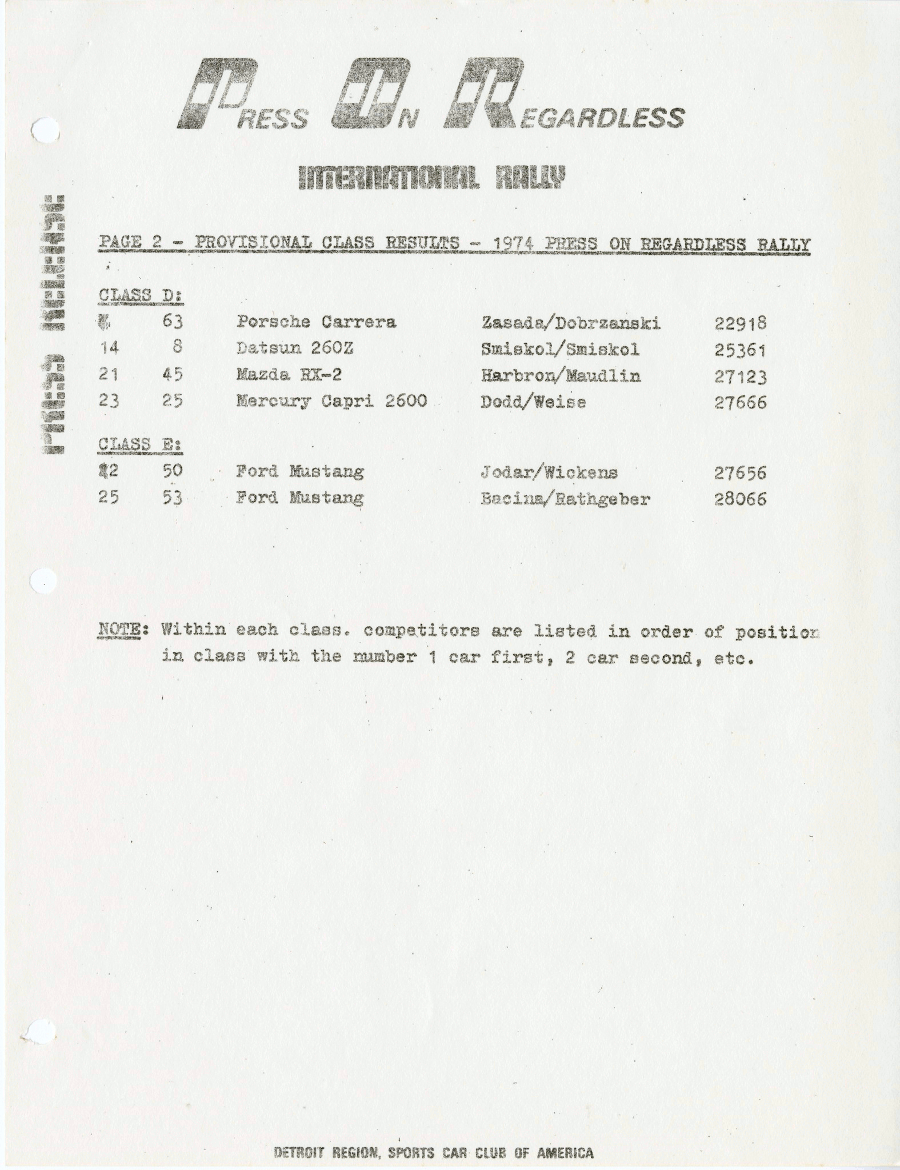 PRESS ON REGARDLESS
INTERNATIONAL RALLY
PRESS RELEASE
PAGE 2 - PROVISIONAL CLASS RESULTS - 1974 PRESS ON REGARDLESS RALLY
CLASS D:
63 Porsche Carrera Zasada/Dobrzanski 22918
14 8 Datsun 260Z Smiskol/Smiskol 25361
21 45 Mazda RX-2 Harbron/Maudlin 27123
23 25 Mercury Capri 2600 Dodd/Weise 27666
CLASS E:
22 50 Ford Mustang Jodar/Wickens 27656
25 53 Ford Mustang Bacina/Rathgeber 28066
NOTE: Within each class. competitors are listed in order of position
in class with the number 1 car first, 2 car second, etc.
DETROIT REGION, SPORTS CAR CLUB OF AMERICA